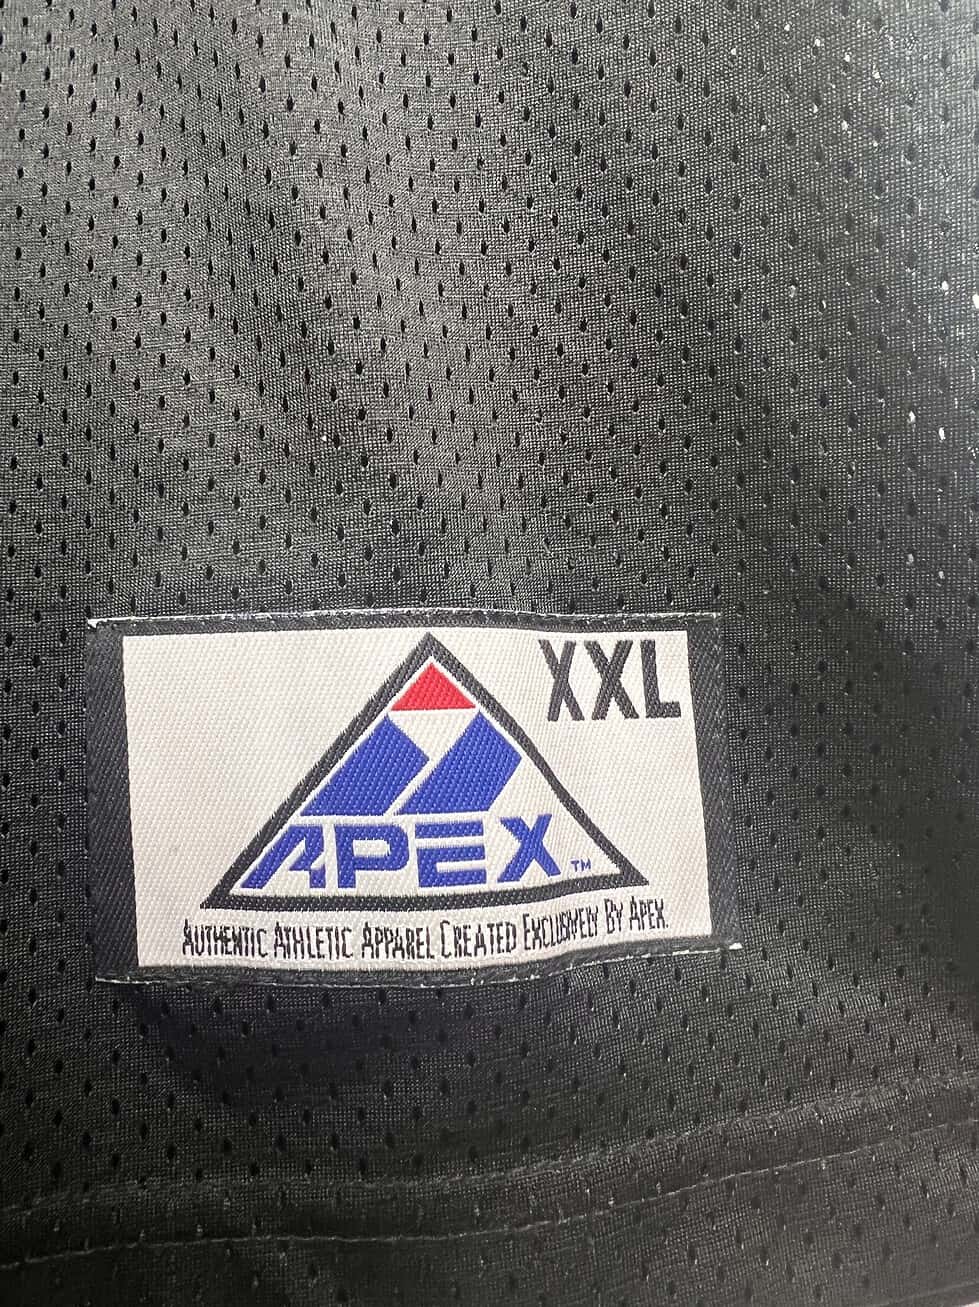 XXL
APEX™
AUTHENTIC ATHLETIC APPAREL CREATED EXCLUSIVELY BY APEX.